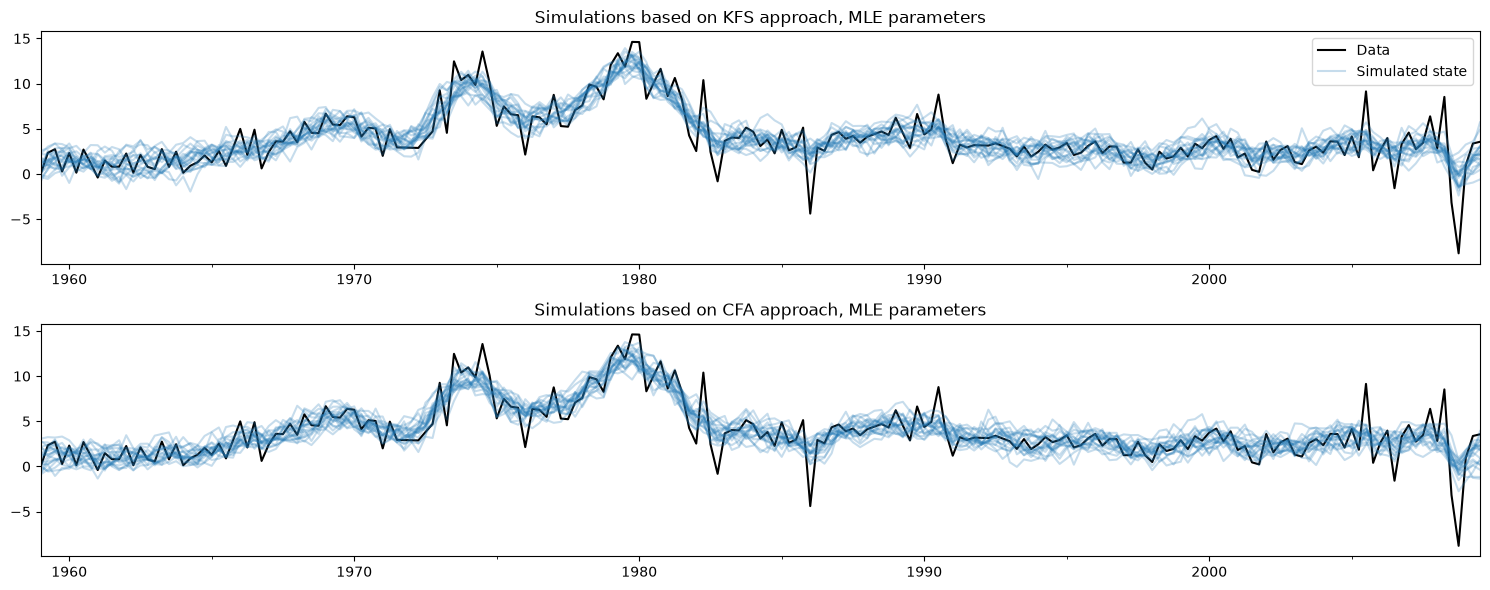 Simulations based on KFS approach, MLE parameters
15
10
5
0
−5
Data
Simulated state
1960 1970 1980 1990 2000
Simulations based on CFA approach, MLE parameters
15
10
5
0
−5
1960 1970 1980 1990 2000